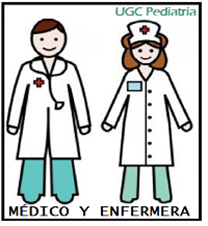 UGC Pediatría
MÉDICO Y ENFERMERA